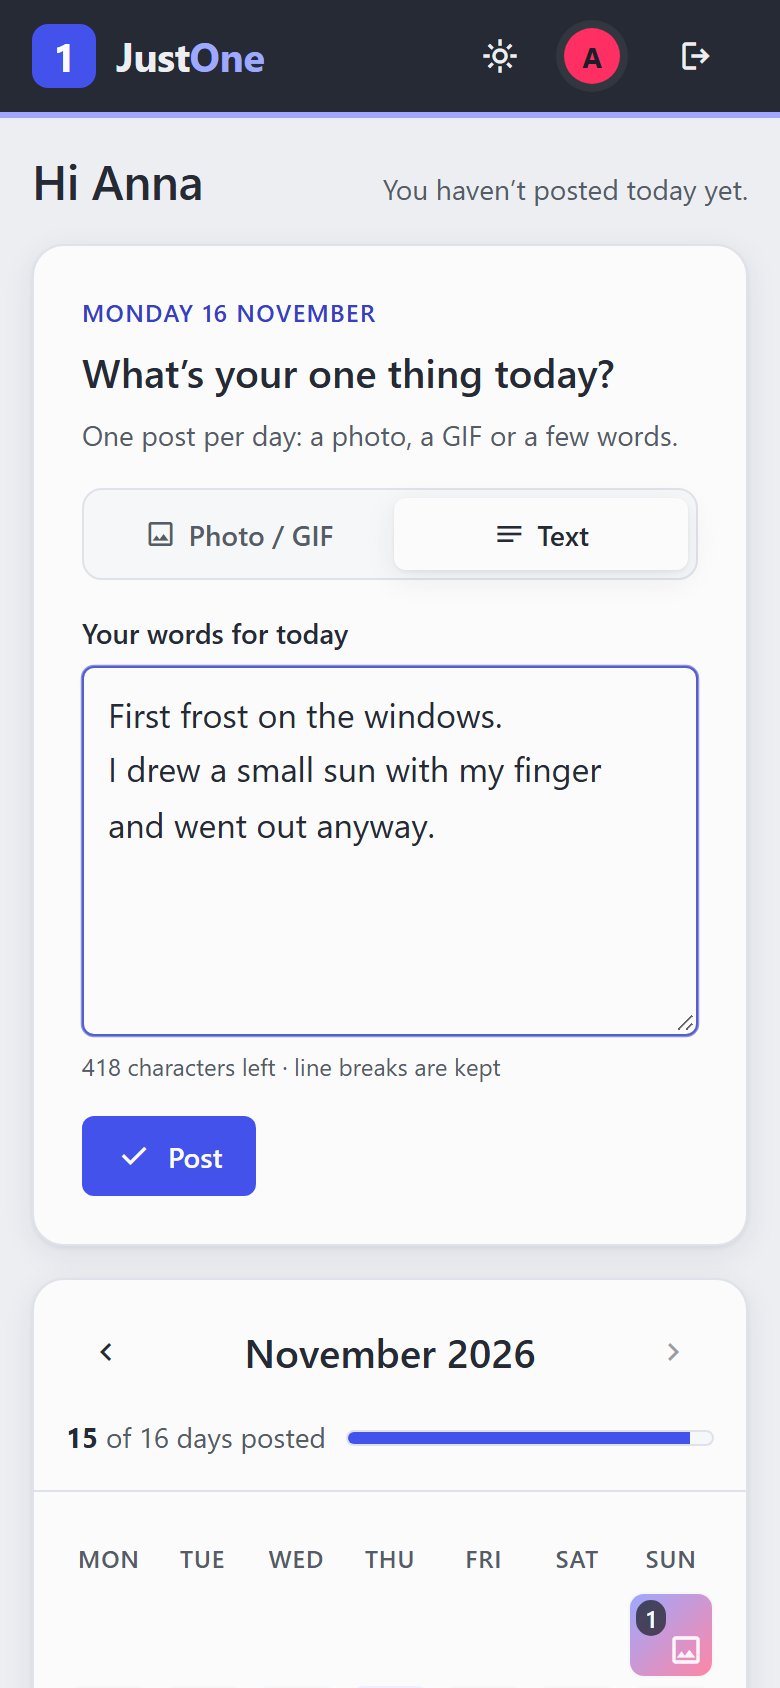 1 JustOne A
Hi Anna
You haven’t posted today yet.
MONDAY 16 NOVEMBER
What’s your one thing today?
One post per day: a photo, a GIF or a few words.
Photo / GIF
Text
Your words for today
First frost on the windows.
I drew a small sun with my finger
and went out anyway.
418 characters left · line breaks are kept
Post
November 2026
15 of 16 days posted
MON TUE WED THU FRI SAT SUN
1